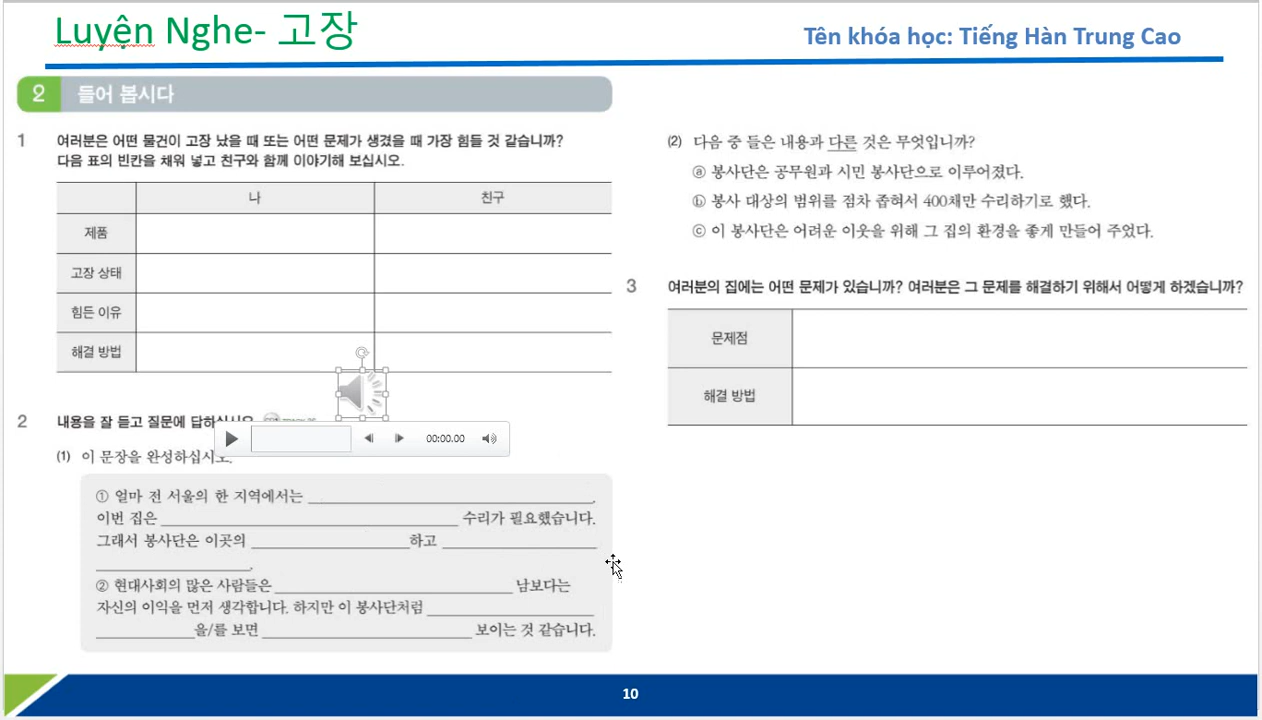 Luyện Nghe- 고장
Tên khóa học: Tiếng Hàn Trung Cao
2 들어 봅시다
1 여러분은 어떤 물건이 고장 났을 때 또는 어떤 문제가 생겼을 때 가장 힘들 것 같습니까?
다음 표의 빈칸을 채워 넣고 친구와 함께 이야기해 보십시오.
나 친구
제품
고장 상태
힘든 이유
해결 방법
2 내용을 잘 듣고 질문에 답하십시오
00:00.00
(1) 이 문장을 완성하십시오.
① 얼마 전 서울의 한 지역에서는 ,
이번 집은 수리가 필요했습니다.
그래서 봉사단은 이곳의 하고
.
② 현대사회의 많은 사람들은 남보다는
자신의 이익을 먼저 생각합니다. 하지만 이 봉사단처럼
을/를 보면 보이는 것 같습니다.
(2) 다음 중 들은 내용과 다른 것은 무엇입니까?
ⓐ 봉사단은 공무원과 시민 봉사단으로 이루어졌다.
ⓑ 봉사 대상의 범위를 점차 좁혀서 400채만 수리하기로 했다.
ⓒ 이 봉사단은 어려운 이웃을 위해 그 집의 환경을 좋게 만들어 주었다.
3 여러분의 집에는 어떤 문제가 있습니까? 여러분은 그 문제를 해결하기 위해서 어떻게 하겠습니까?
문제점
해결 방법
10